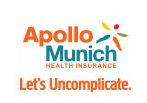 Apollo
Munich
HEALTH INSURANCE
Let's Uncomplicate.